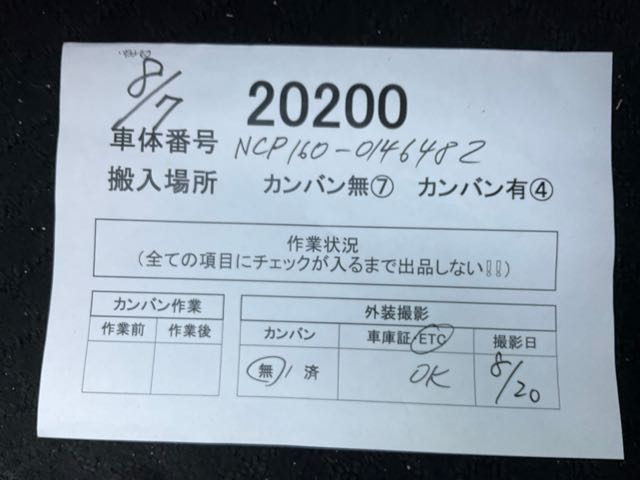 8/7
20200
車体番号 NCP160-0146482
搬入場所 カンバン無⑦ カンバン有④
作業状況
(全ての項目にチェックが入るまで出品しない!!)
カンバン作業
作業前 作業後
外装撮影
カンバン 車庫証・ETC 撮影日
無 / 済 OK 8/20